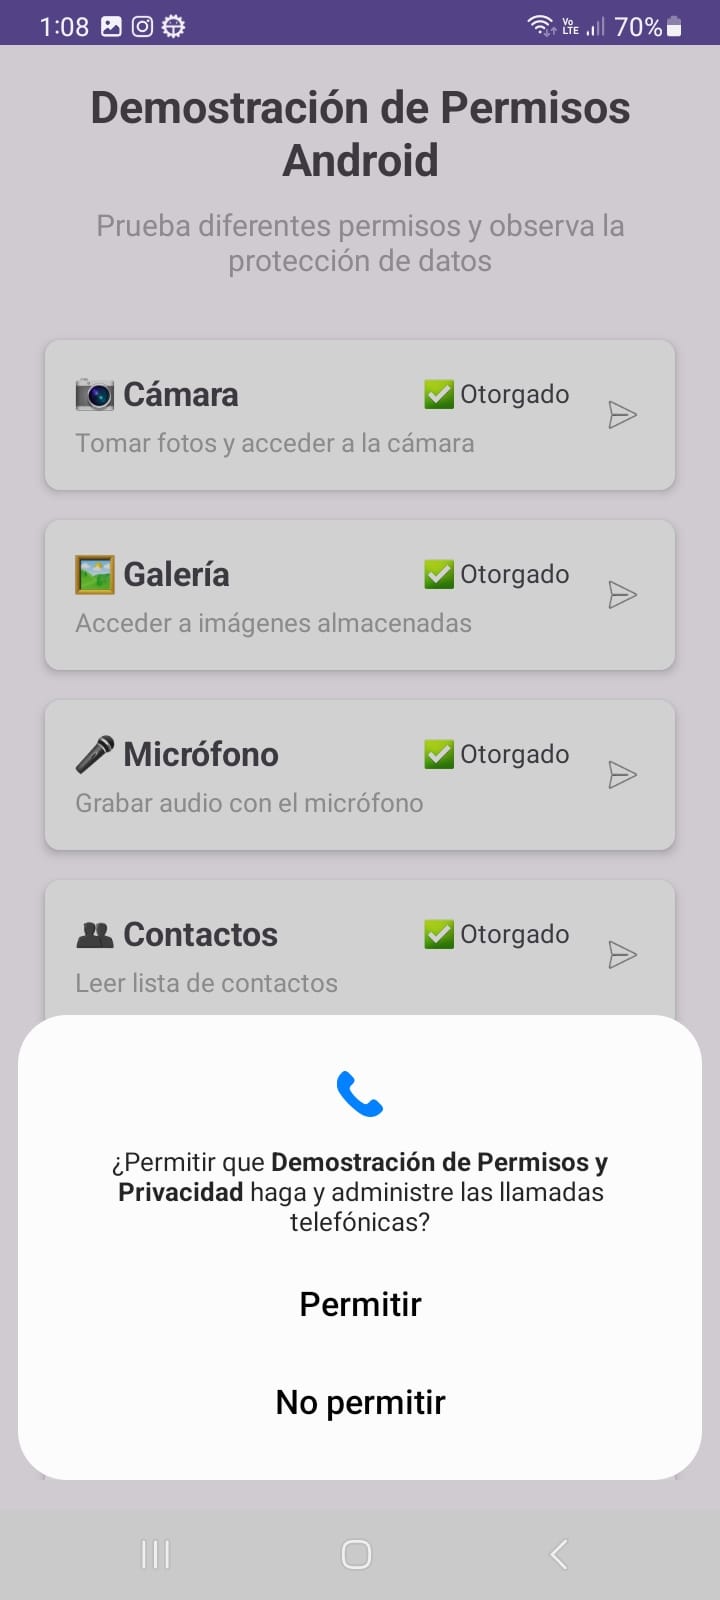 1:08
VoLTE
70%
Demostración de Permisos
Android
Prueba diferentes permisos y observa la
protección de datos
Cámara
Otorgado
Tomar fotos y acceder a la cámara
Galería
Otorgado
Acceder a imágenes almacenadas
Micrófono
Otorgado
Grabar audio con el micrófono
Contactos
Otorgado
Leer lista de contactos
¿Permitir que Demostración de Permisos y
Privacidad haga y administre las llamadas
telefónicas?
Permitir
No permitir